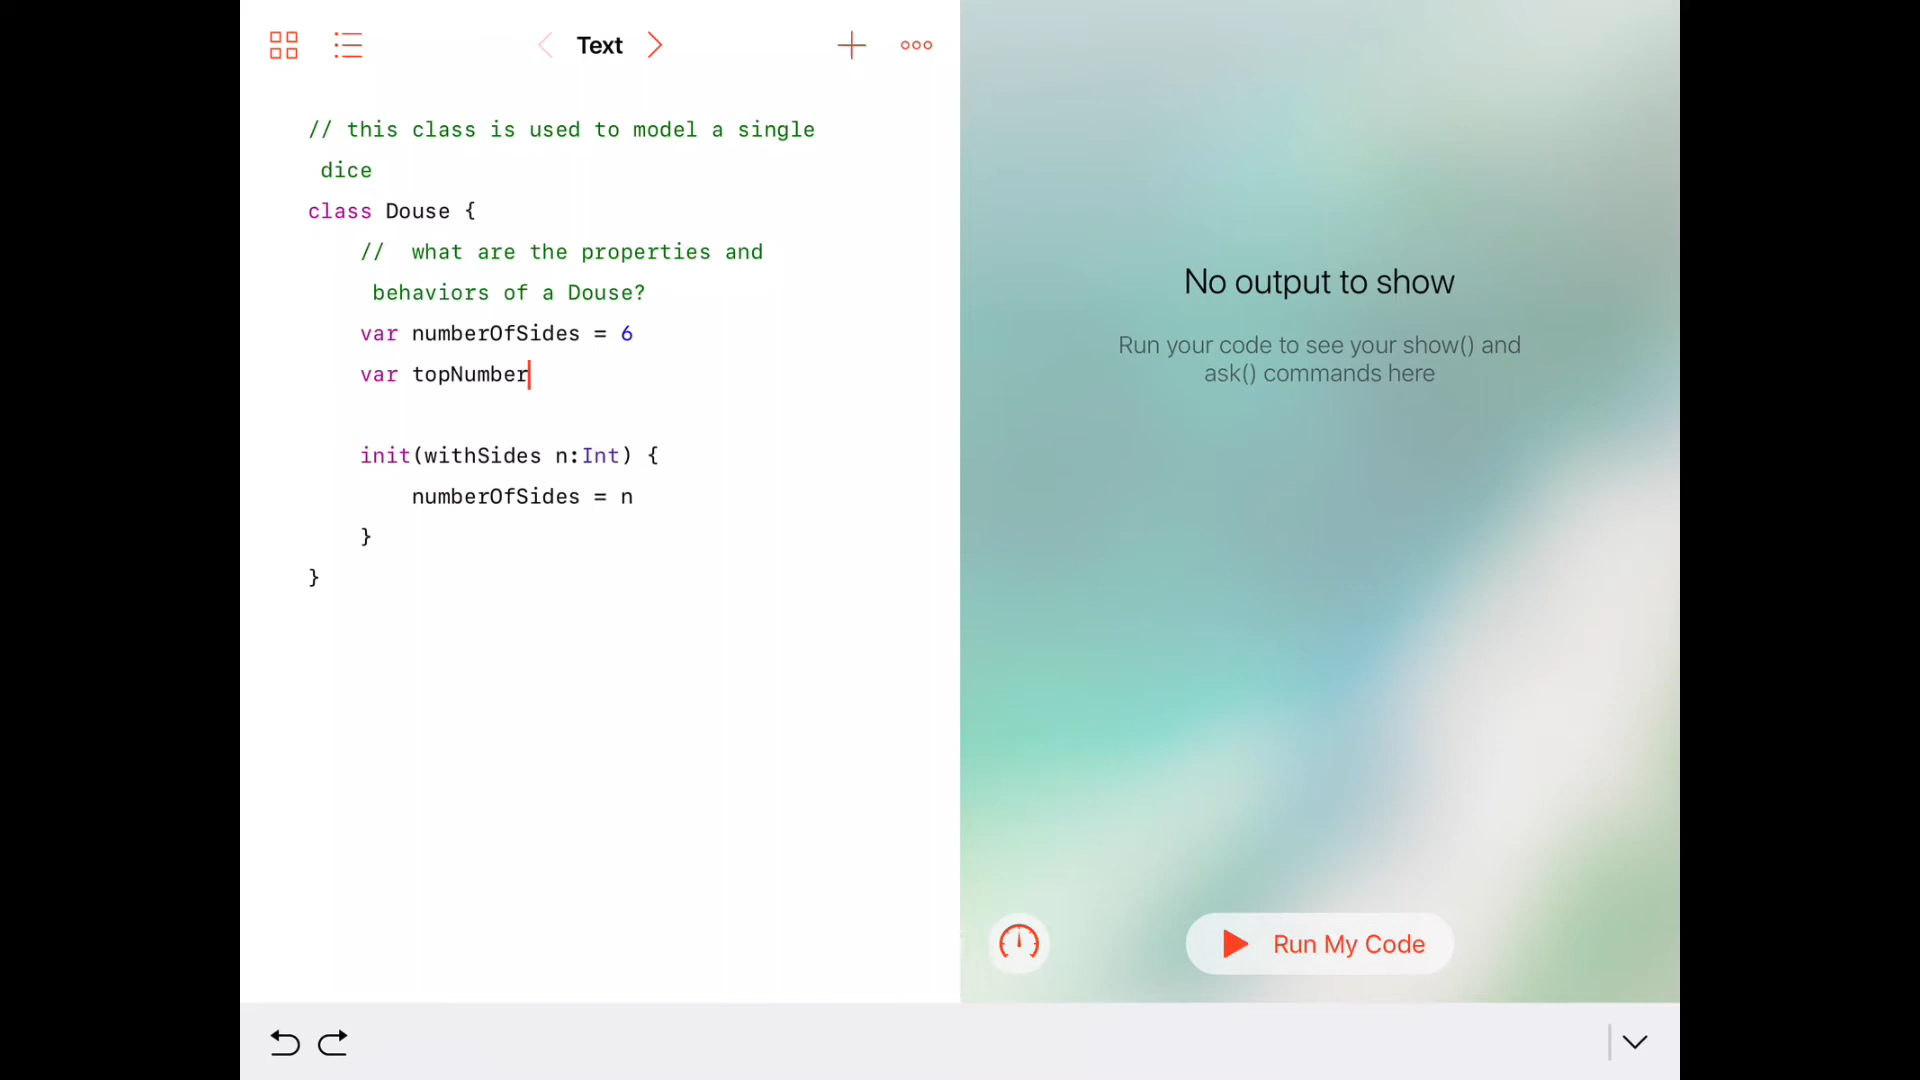 Text
// this class is used to model a single
dice
class Douse {
//  what are the properties and
behaviors of a Douse?
var numberOfSides = 6
var topNumber
init(withSides n:Int) {
numberOfSides = n
}
}
No output to show
Run your code to see your show() and
ask() commands here
Run My Code